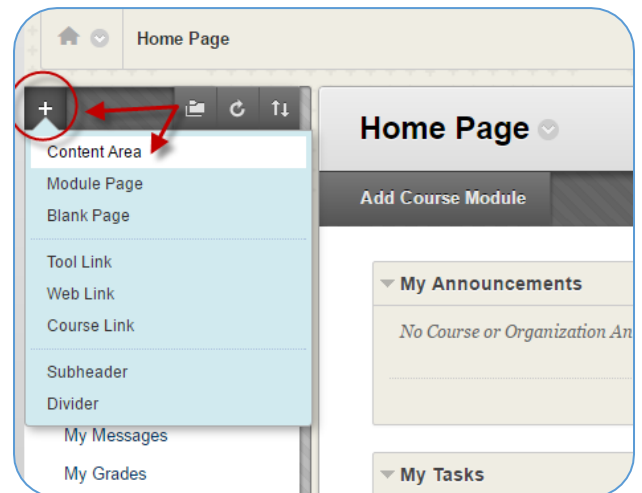 Home Page
+
Content Area
Module Page
Blank Page
Tool Link
Web Link
Course Link
Subheader
Divider
My Messages
My Grades
Home Page
Add Course Module
My Announcements
No Course or Organization An
My Tasks